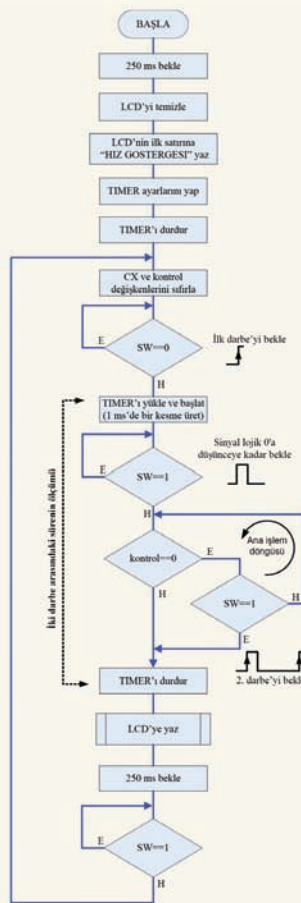 BAŞLA
250 ms bekle
LCD'yi temizle
LCD'nin ilk satırına
"HIZ GOSTERGESI" yaz
TIMER ayarlarını yap
TIMER'ı durdur
CX ve kontrol
değişkenlerini sıfırla
E
SW==0
H
İlk darbe'yi bekle
TIMER'ı yükle ve başlat
(1 ms'de bir kesme üret)
E
SW==1
H
Sinyal lojik 0'a
düşünceye kadar bekle
İki darbe arasındaki sürenin ölçümü
kontrol==0
E
H
Ana işlem
döngüsü
SW==1
H
E
2. darbe'yi bekle
TIMER'ı durdur
LCD'ye yaz
250 ms bekle
E
SW==1
H